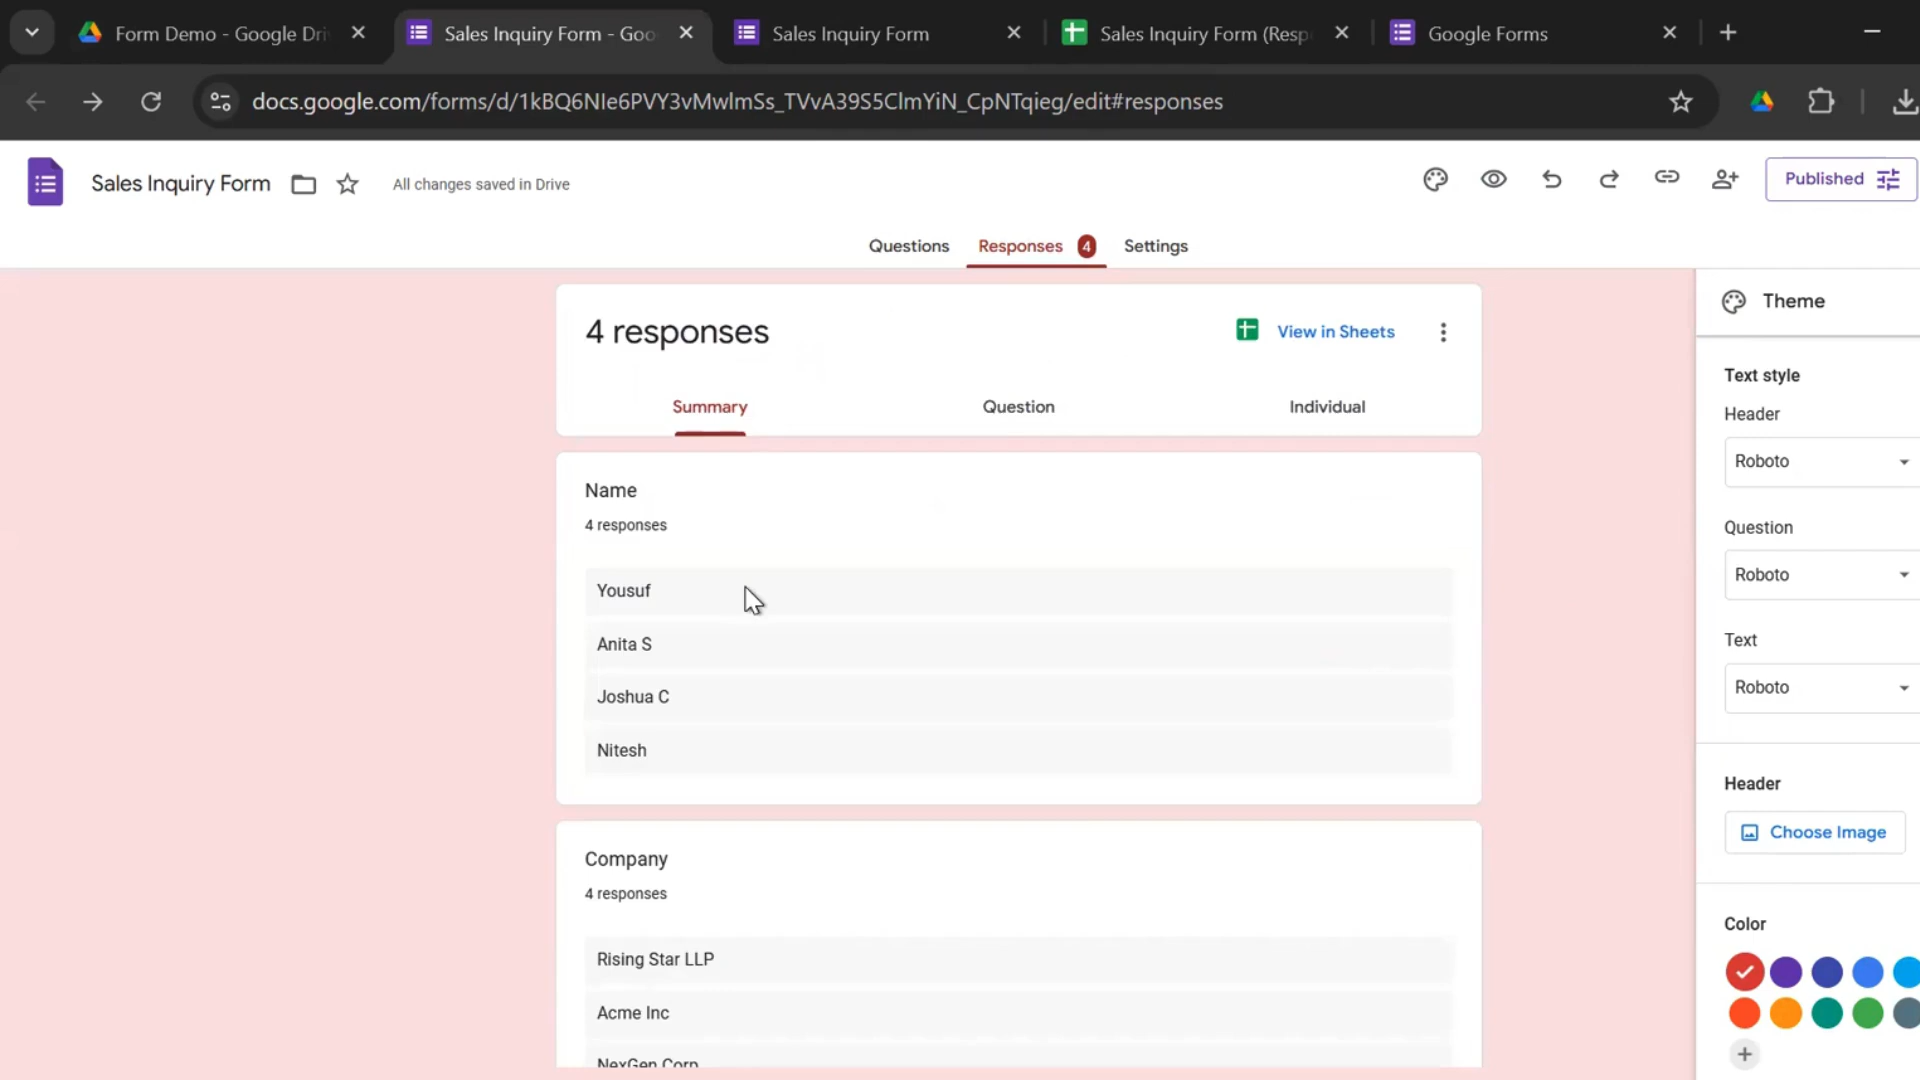 Form Demo - Google Dri
Sales Inquiry Form - Goo
Sales Inquiry Form
Sales Inquiry Form (Resp
Google Forms
docs.google.com/forms/d/1kBQ6NIe6PVY3vMwlmSs_TVvA39S5ClmYiN_CpNTqieg/edit#responses
Sales Inquiry Form
All changes saved in Drive
Published
Questions
Responses 4
Settings
4 responses
View in Sheets
Summary
Question
Individual
Name
4 responses
Yousuf
Anita S
Joshua C
Nitesh
Company
4 responses
Rising Star LLP
Acme Inc
NexGen Corp
Theme
Text style
Header
Roboto
Question
Roboto
Text
Roboto
Header
Choose Image
Color